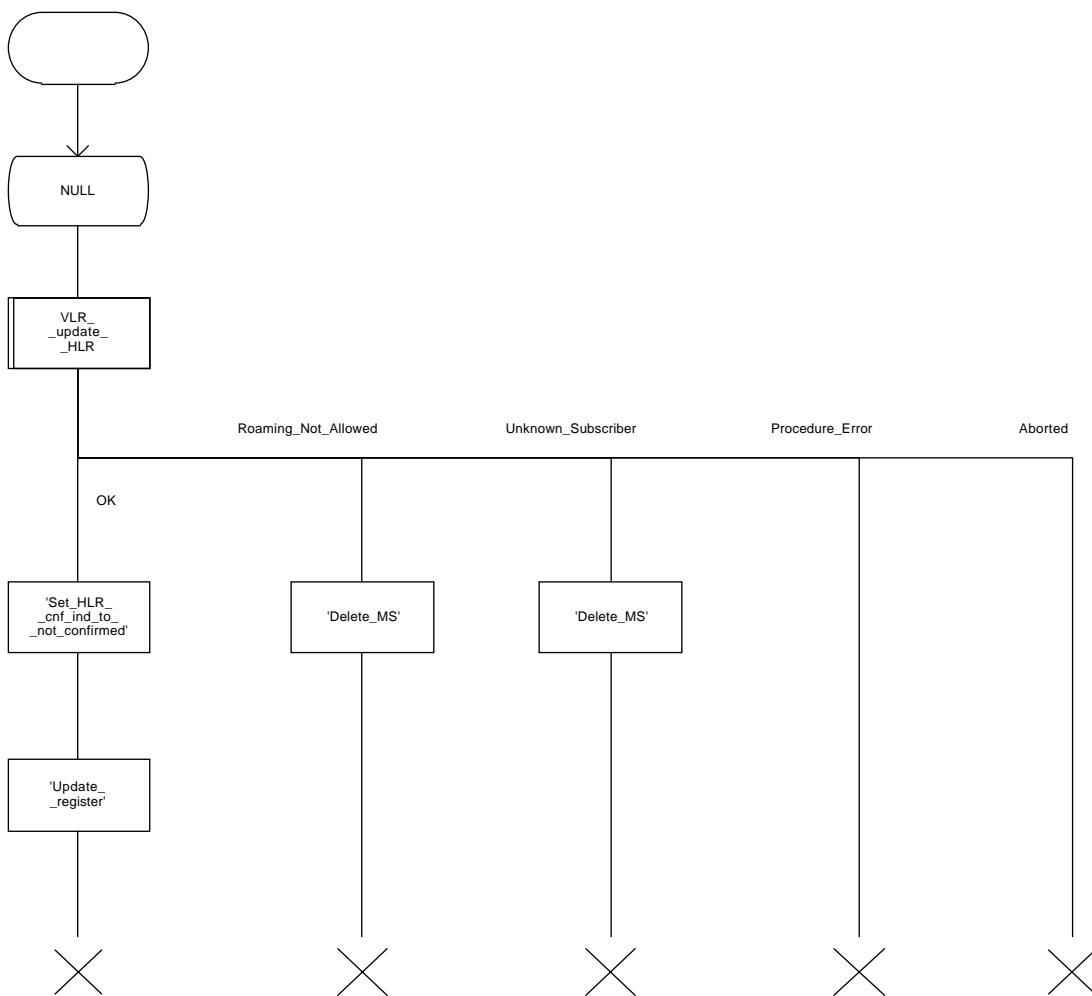 NULL
VLR_
_update_
_HLR
Roaming_Not_Allowed
Unknown_Subscriber
Procedure_Error
Aborted
OK
'Set_HLR_
_cnf_ind_to_
_not_confirmed'
'Delete_MS'
'Delete_MS'
'Update_
_register'